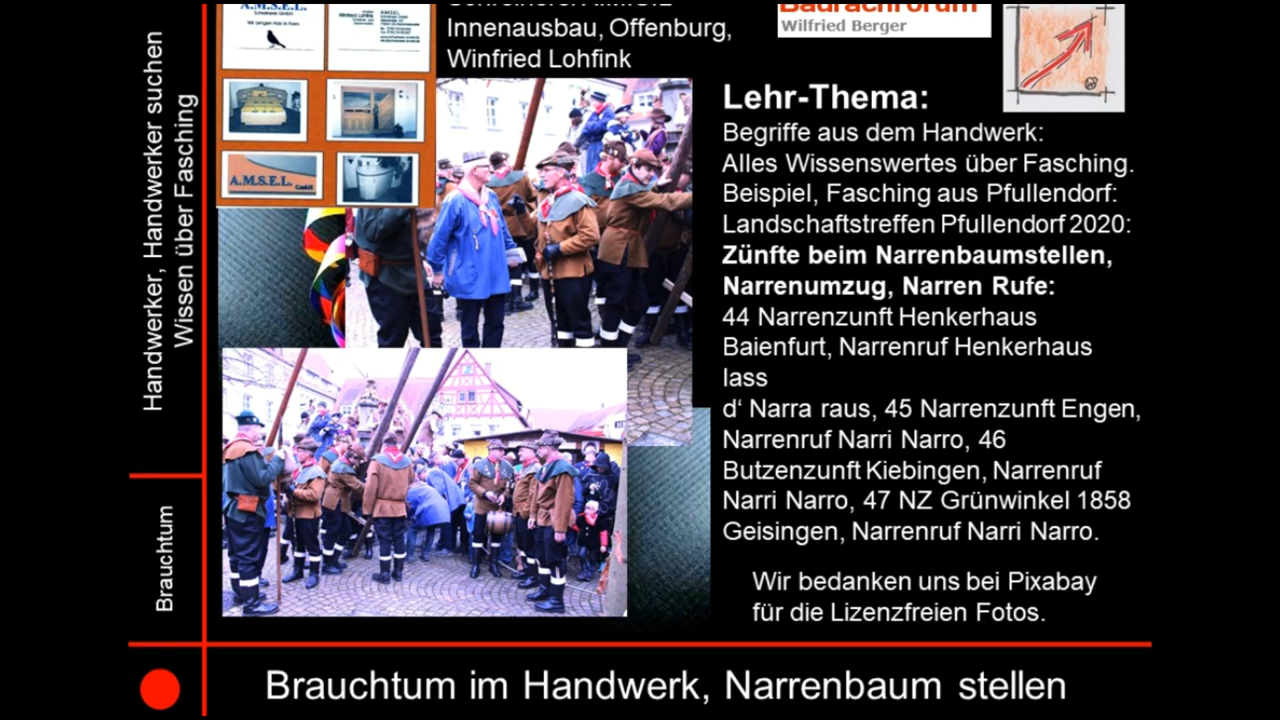 Handwerker, Handwerker suchen
Wissen über Fasching
Brauchtum
A.M.S.E.L.
Winfried Lohfink
A.M.S.E.L.
A.M.S.E.L. GmbH
Innenausbau, Offenburg,
Winfried Lohfink
Baufachforum
Wilfried Berger
Lehr-Thema:
Begriffe aus dem Handwerk:
Alles Wissenswertes über Fasching.
Beispiel, Fasching aus Pfullendorf:
Landschaftstreffen Pfullendorf 2020:
Zünfte beim Narrenbaumstellen,
Narrenumzug, Narren Rufe:
44 Narrenzunft Henkerhaus
Baienfurt, Narrenruf Henkerhaus
lass
d‘ Narra raus, 45 Narrenzunft Engen,
Narrenruf Narri Narro, 46
Butzenzunft Kiebingen, Narrenruf
Narri Narro, 47 NZ Grünwinkel 1858
Geisingen, Narrenruf Narri Narro.
Wir bedanken uns bei Pixabay
für die Lizenzfreien Fotos.
Brauchtum im Handwerk, Narrenbaum stellen